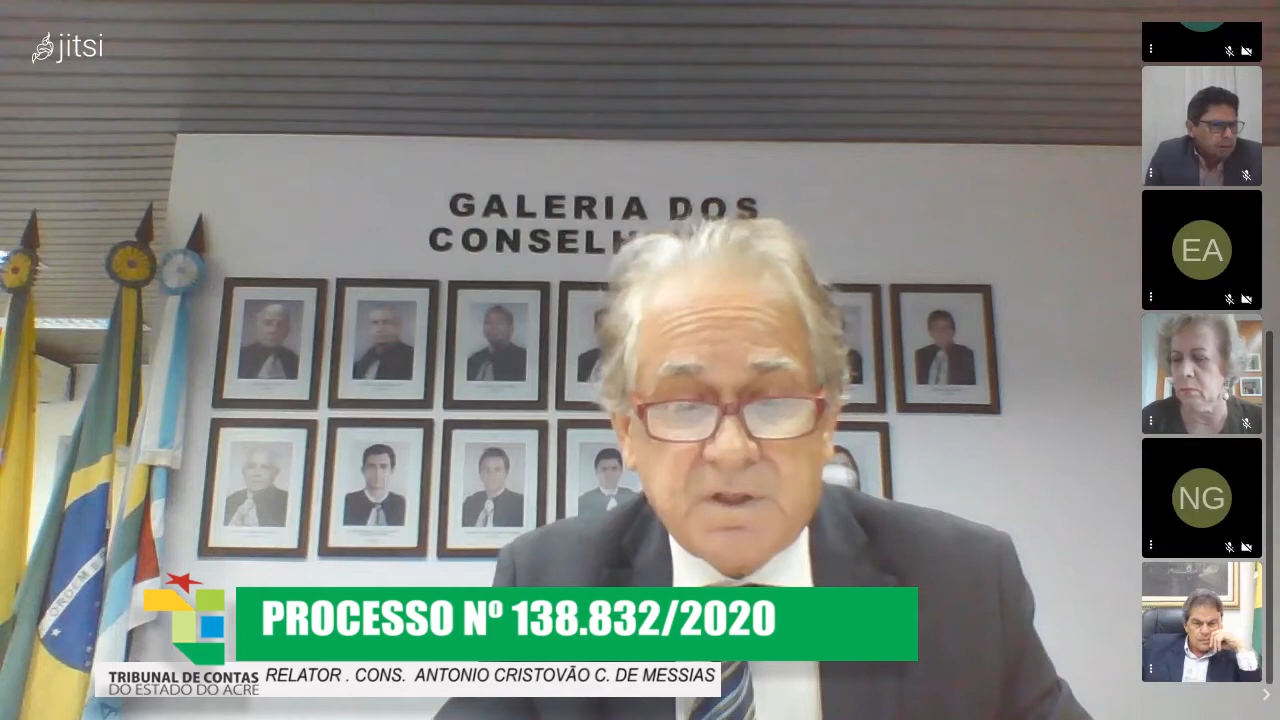 jitsi
GALERIA DOS
EA
NG
PROCESSO Nº 138.832/2020
TRIBUNAL DE CONTAS
DO ESTADO DO ACRE
RELATOR . CONS. ANTONIO CRISTOVÃO C. DE MESSIAS